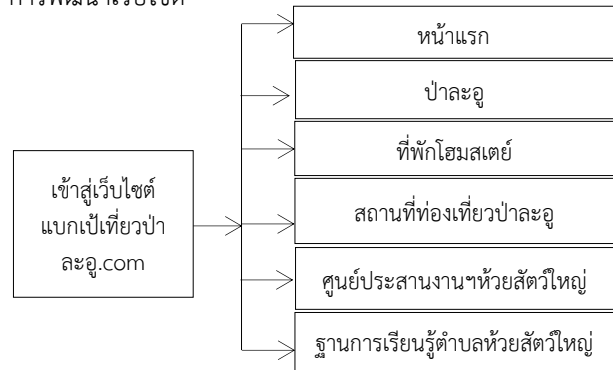 การพัฒนาเว็บไซต์
หน้าแรก
ป่าละอู
ที่พักโฮมสเตย์
เข้าสู่เว็บไซต์
แบกเป้เที่ยวป่า
ละอู.com
สถานที่ท่องเที่ยวป่าละอู
ศูนย์ประสานงานฯห้วยสัตว์ใหญ่
ฐานการเรียนรู้ตำบลห้วยสัตว์ใหญ่